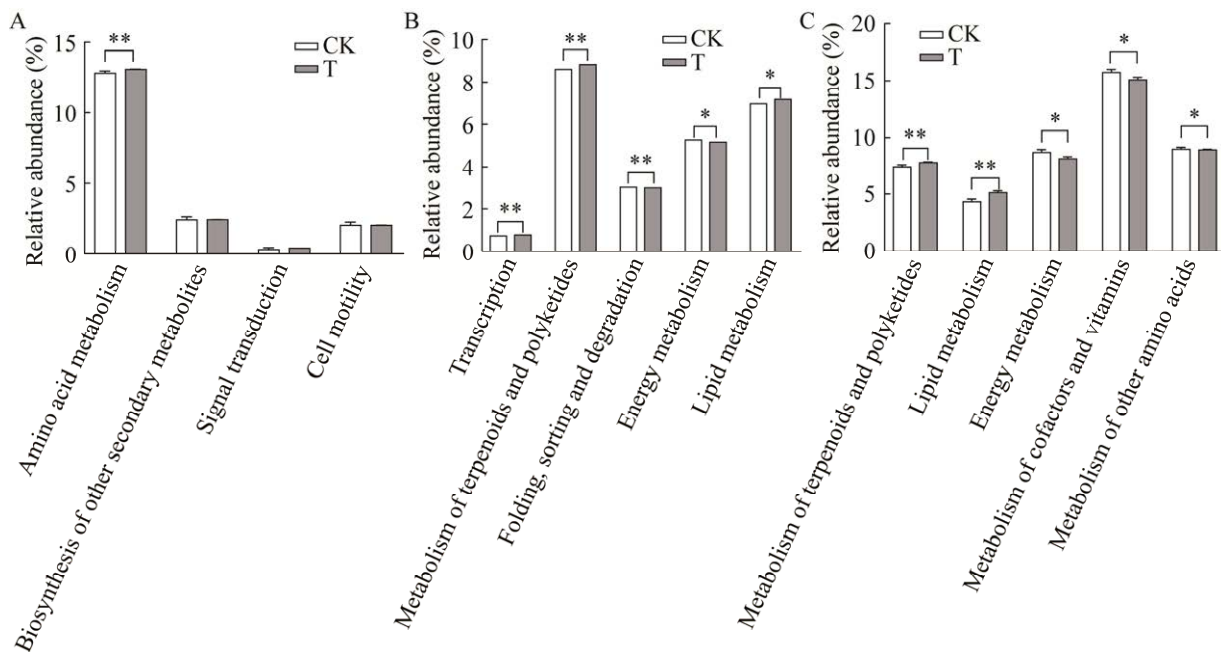 A
Relative abundance (%)
15
10
5
0
**
CK
T
Amino acid metabolism
Biosynthesis of other secondary metabolites
Signal transduction
Cell motility
B
Relative abundance (%)
10
8
6
4
2
0
**
**
**
*
*
CK
T
Transcription
Metabolism of terpenoids and polyketides
Folding, sorting and degradation
Energy metabolism
Lipid metabolism
C
Relative abundance (%)
20
15
10
5
0
**
**
*
*
*
CK
T
Metabolism of terpenoids and polyketides
Lipid metabolism
Energy metabolism
Metabolism of cofactors and vitamins
Metabolism of other amino acids